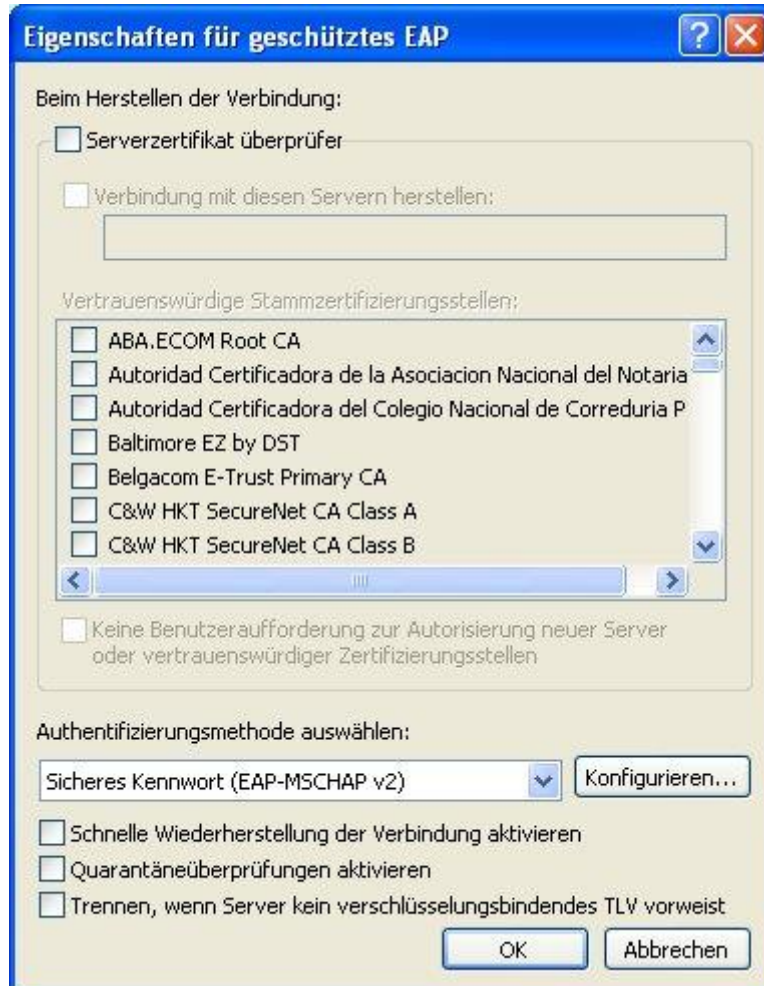 Eigenschaften für geschütztes EAP
Beim Herstellen der Verbindung:
Serverzertifikat überprüfer
Verbindung mit diesen Servern herstellen:
Vertrauenswürdige Stammzertifizierungsstellen:
ABA.ECOM Root CA
Autoridad Certificadora de la Asociacion Nacional del Notaria
Autoridad Certificadora del Colegio Nacional de Correduria P
Baltimore EZ by DST
Belgacom E-Trust Primary CA
C&W HKT SecureNet CA Class A
C&W HKT SecureNet CA Class B
Keine Benutzeraufforderung zur Autorisierung neuer Server
oder vertrauenswürdiger Zertifizierungsstellen
Authentifizierungsmethode auswählen:
Sicheres Kennwort (EAP-MSCHAP v2) Konfigurieren...
Schnelle Wiederherstellung der Verbindung aktivieren
Quarantäneüberprüfungen aktivieren
Trennen, wenn Server kein verschlüsselungsbindendes TLV vorweist
OK Abbrechen